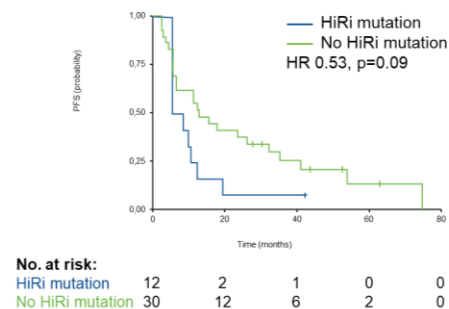 HiRi mutation
No HiRi mutation
HR 0.53, p=0.09
PFS (probability)
1,00
0,75
0,50
0,25
0,00
0 20 40 60 80
Time (months)
No. at risk:
HiRi mutation 12 2 1 0 0
No HiRi mutation 30 12 6 2 0